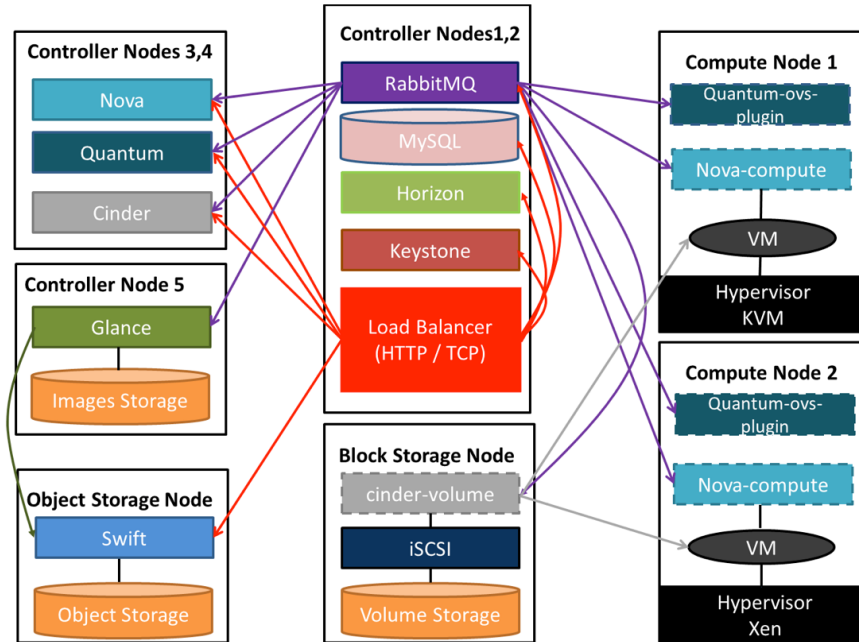 Controller Nodes 3,4
Nova
Quantum
Cinder
Controller Node 5
Glance
Images Storage
Object Storage Node
Swift
Object Storage
Controller Nodes1,2
RabbitMQ
MySQL
Horizon
Keystone
Load Balancer
(HTTP / TCP)
Block Storage Node
cinder-volume
iSCSI
Volume Storage
Compute Node 1
Quantum-ovs-
plugin
Nova-compute
VM
Hypervisor
KVM
Compute Node 2
Quantum-ovs-
plugin
Nova-compute
VM
Hypervisor
Xen